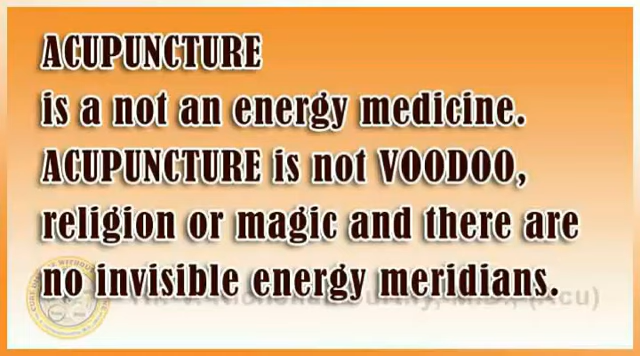 ACUPUNCTURE
is a not an energy medicine.
ACUPUNCTURE is not VOODOO,
religion or magic and there are
no invisible energy meridians.